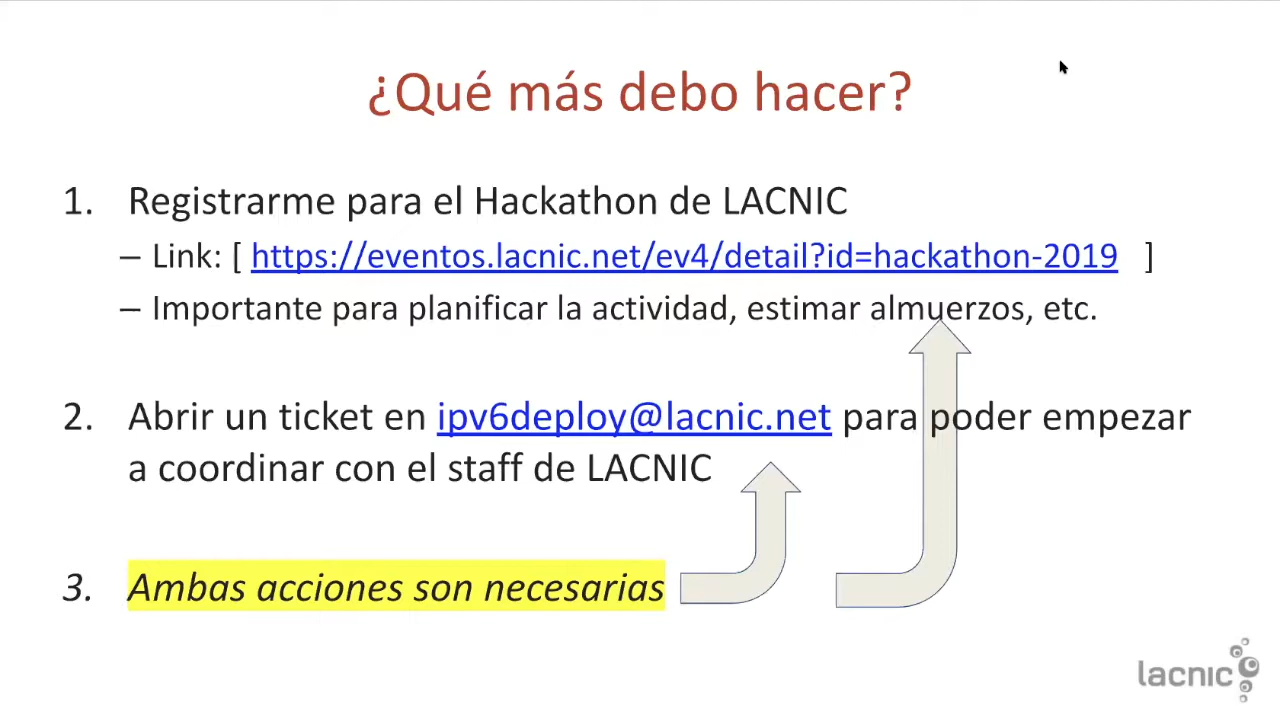 ¿Qué más debo hacer?
1. Registrarme para el Hackathon de LACNIC
– Link: [ https://eventos.lacnic.net/ev4/detail?id=hackathon-2019 ]
– Importante para planificar la actividad, estimar almuerzos, etc.
2. Abrir un ticket en ipv6deploy@lacnic.net para poder empezar
a coordinar con el staff de LACNIC
3. Ambas acciones son necesarias
lacnic